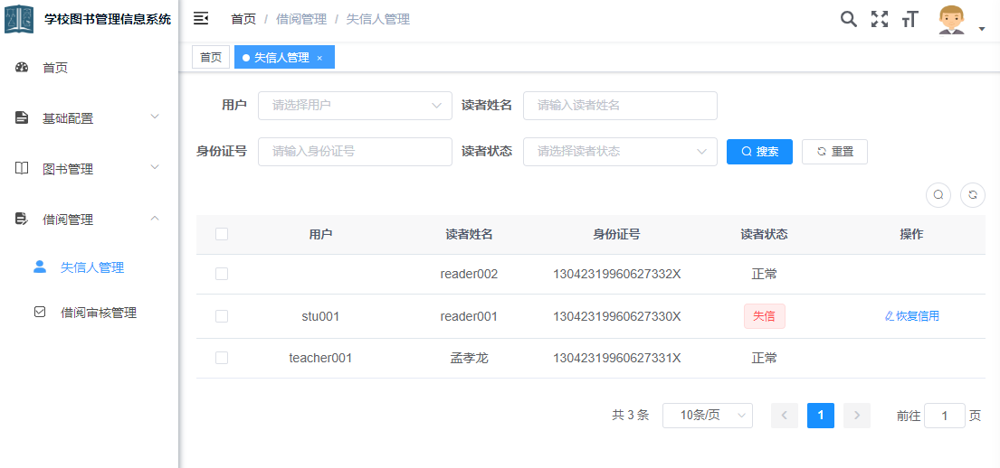 学校图书管理信息系统
首页 / 借阅管理 / 失信人管理
首页
失信人管理 ×
首页
基础配置
图书管理
借阅管理
失信人管理
借阅审核管理
用户 请选择用户 读者姓名 请输入读者姓名
身份证号 请输入身份证号 读者状态 请选择读者状态 搜索 重置
用户 读者姓名 身份证号 读者状态 操作
reader002 13042319960627332X 正常
stu001 reader001 13042319960627330X 失信 恢复信用
teacher001 孟孝龙 13042319960627331X 正常
共 3 条 10条/页 1 前往 1 页